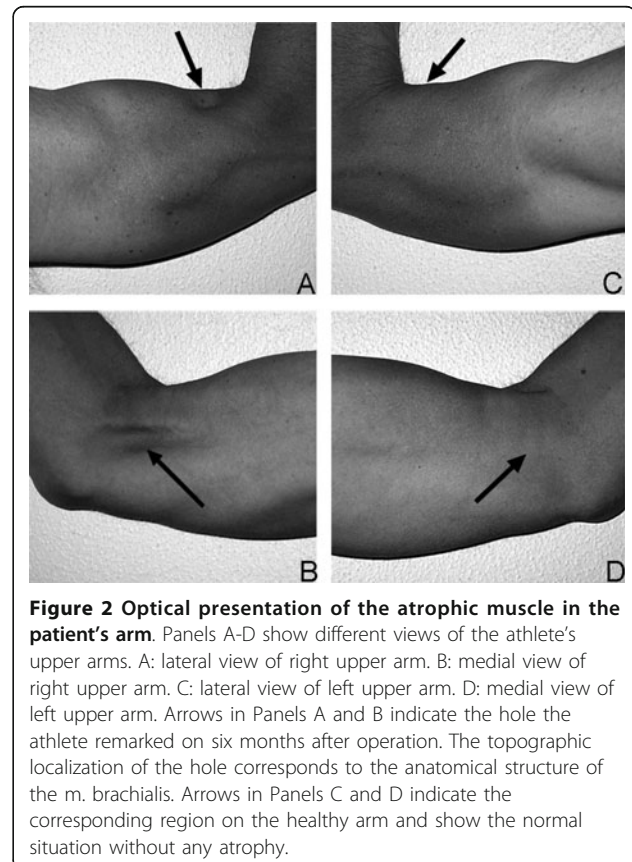 A
C
B
D
Figure 2 Optical presentation of the atrophic muscle in the
patient's arm. Panels A-D show different views of the athlete's
upper arms. A: lateral view of right upper arm. B: medial view of
right upper arm. C: lateral view of left upper arm. D: medial view of
left upper arm. Arrows in Panels A and B indicate the hole the
athlete remarked on six months after operation. The topographic
localization of the hole corresponds to the anatomical structure of
the m. brachialis. Arrows in Panels C and D indicate the
corresponding region on the healthy arm and show the normal
situation without any atrophy.